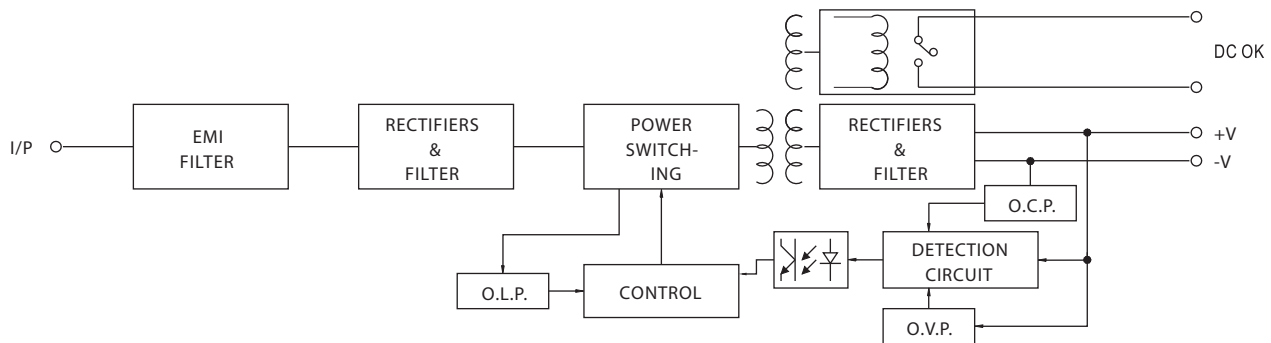 DC OK
I/P
EMI
FILTER
RECTIFIERS
&
FILTER
POWER
SWITCH-
ING
RECTIFIERS
&
FILTER
+V
-V
O.C.P.
DETECTION
CIRCUIT
O.L.P.
CONTROL
O.V.P.